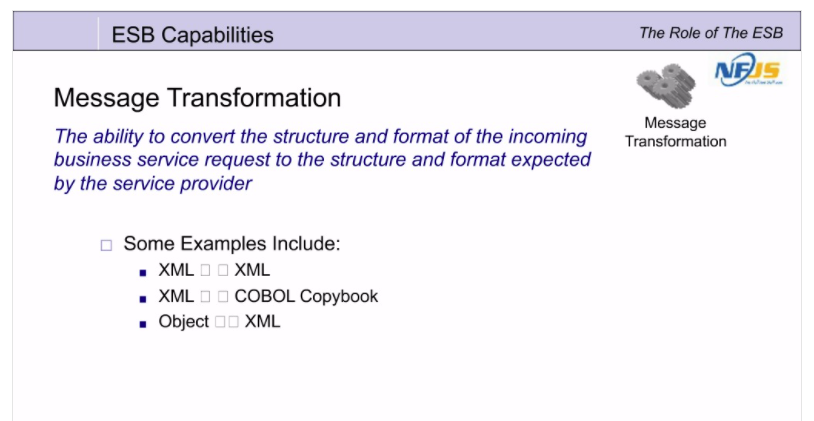 ESB Capabilities
The Role of The ESB
NFJS
Message Transformation
Message
Transformation
The ability to convert the structure and format of the incoming
business service request to the structure and format expected
by the service provider
Some Examples Include:
XML □ □ XML
XML □ □ COBOL Copybook
Object □□ XML